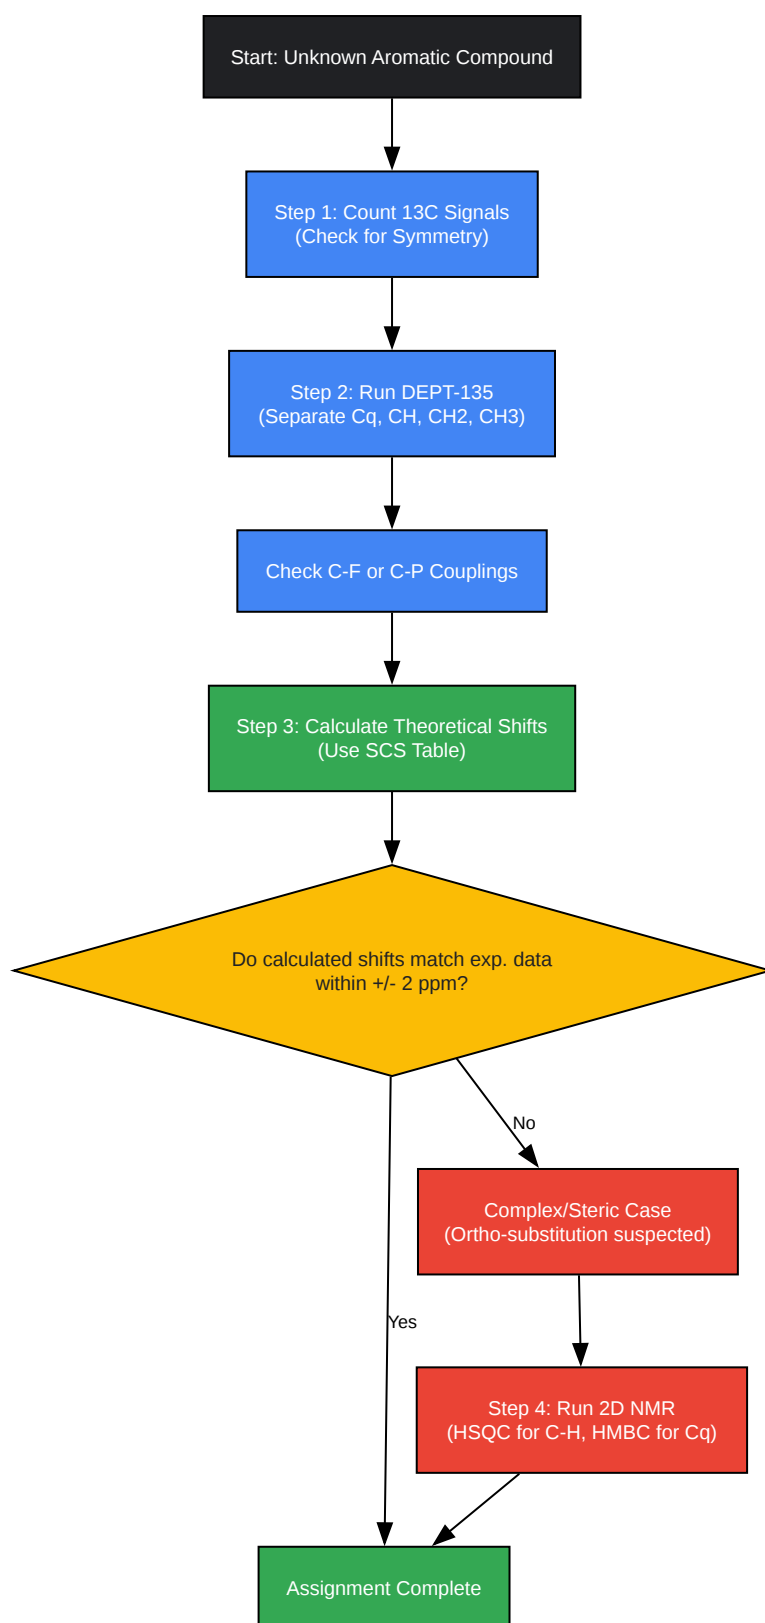 Start: Unknown Aromatic Compound
Step 1: Count 13C Signals
(Check for Symmetry)
Step 2: Run DEPT-135
(Separate Cq, CH, CH2, CH3)
Check C-F or C-P Couplings
Step 3: Calculate Theoretical Shifts
(Use SCS Table)
Do calculated shifts match exp. data
within +/- 2 ppm?
No
Complex/Steric Case
(Ortho-substitution suspected)
Yes
Step 4: Run 2D NMR
(HSQC for C-H, HMBC for Cq)
Assignment Complete